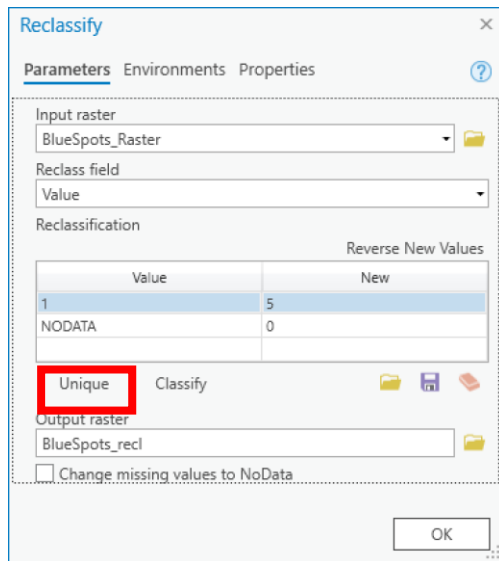 Reclassify
Parameters Environments Properties
Input raster
BlueSpots_Raster
Reclass field
Value
Reclassification
Reverse New Values
Value New
1 5
NODATA 0
Unique Classify
Output raster
BlueSpots_recl
Change missing values to NoData
OK